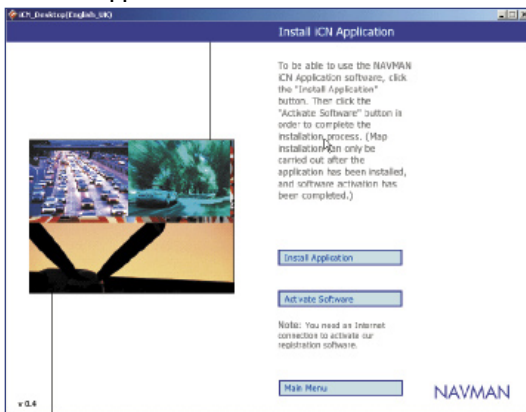 iCN_Desktop(English_UK)
Install iCN Application
To be able to use the NAVMAN
iCN Application software, click
the "Install Application"
button. Then click the
"Activate Software" button in
order to complete the
installation process. (Map
installation can only be
carried out after the
application has been installed,
and software activation has
been completed.)
Install Application
Activate Software
Note: You need an Internet
connection to activate our
registration software.
Main Menu
NAVMAN
v 0.4